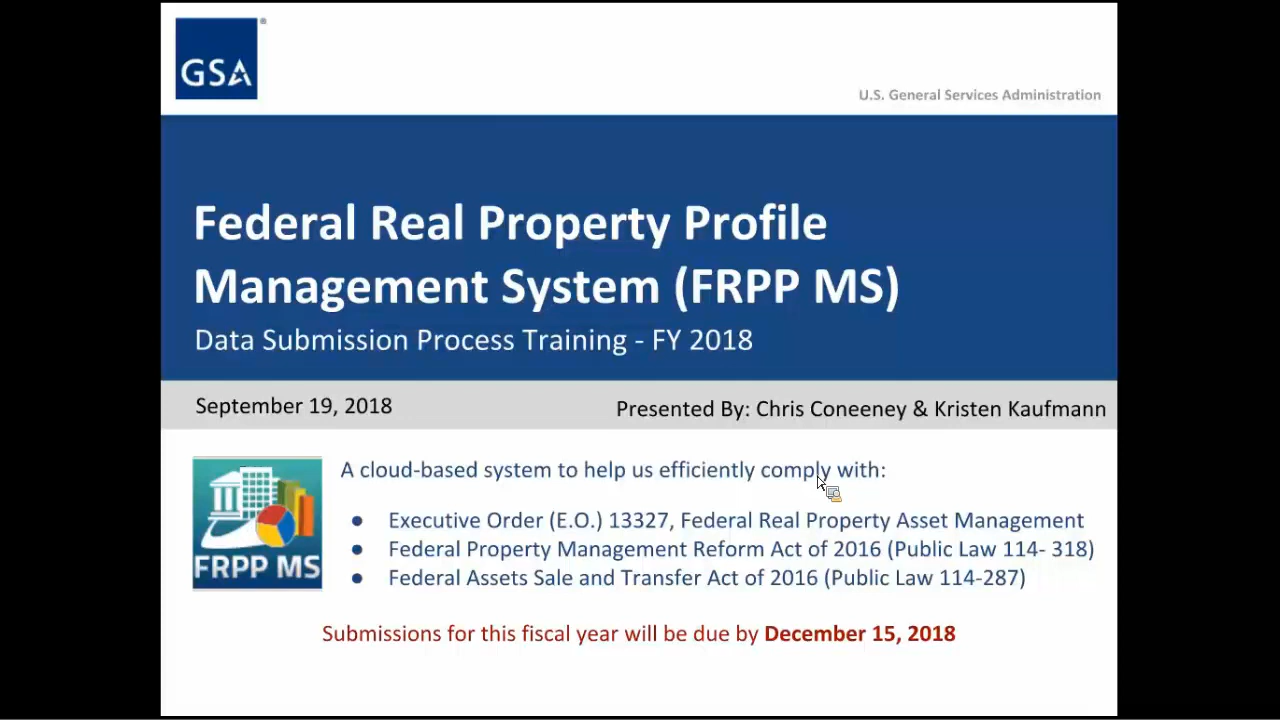 GSA
®
U.S. General Services Administration
Federal Real Property Profile
Management System (FRPP MS)
Data Submission Process Training - FY 2018
September 19, 2018
Presented By: Chris Coneeney & Kristen Kaufmann
FRPP MS
A cloud-based system to help us efficiently comply with:
● Executive Order (E.O.) 13327, Federal Real Property Asset Management
● Federal Property Management Reform Act of 2016 (Public Law 114- 318)
● Federal Assets Sale and Transfer Act of 2016 (Public Law 114-287)
Submissions for this fiscal year will be due by December 15, 2018